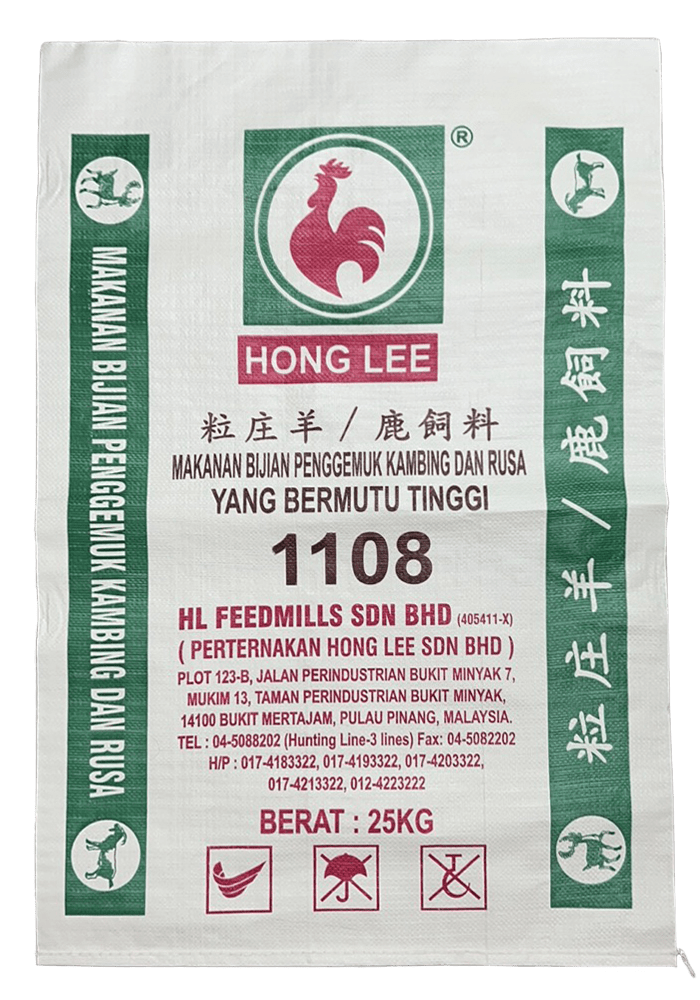 ®
HONG LEE
粒庄羊/鹿飼料
MAKANAN BIJIAN PENGGEMUK KAMBING DAN RUSA
YANG BERMUTU TINGGI
1108
HL FEEDMILLS SDN BHD (405411-X)
( PERTERNAKAN HONG LEE SDN BHD )
PLOT 123-B, JALAN PERINDUSTRIAN BUKIT MINYAK 7,
MUKIM 13, TAMAN PERINDUSTRIAN BUKIT MINYAK,
14100 BUKIT MERTAJAM, PULAU PINANG, MALAYSIA.
TEL : 04-5088202 (Hunting Line-3 lines) Fax: 04-5082202
H/P : 017-4183322, 017-4193322, 017-4203322,
017-4213322, 012-4223222
BERAT : 25KG
MAKANAN BIJIAN PENGGEMUK KAMBING DAN RUSA
粒庄羊/鹿飼料